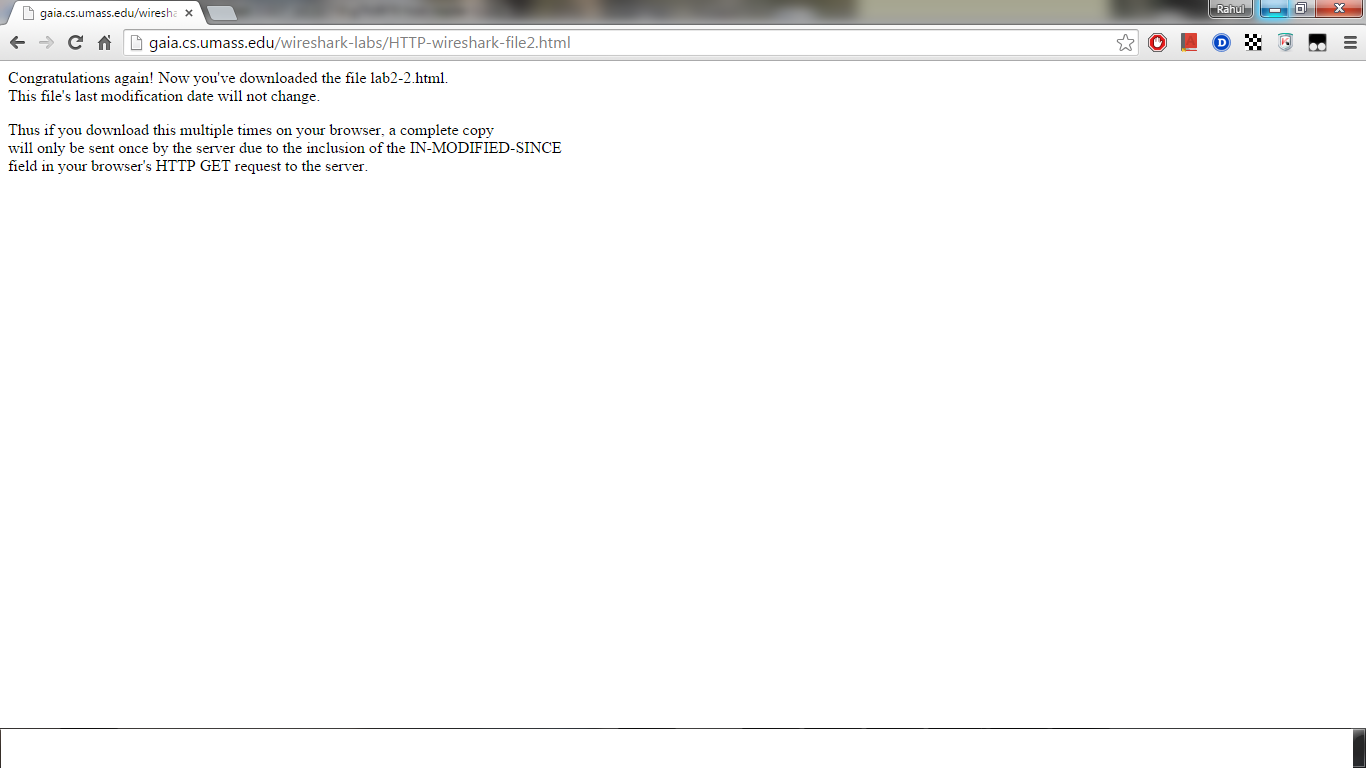 gaia.cs.umass.edu/wiresha
Rahul
gaia.cs.umass.edu/wireshark-labs/HTTP-wireshark-file2.html
D
Congratulations again! Now you've downloaded the file lab2-2.html.
This file's last modification date will not change.
Thus if you download this multiple times on your browser, a complete copy
will only be sent once by the server due to the inclusion of the IN-MODIFIED-SINCE
field in your browser's HTTP GET request to the server.